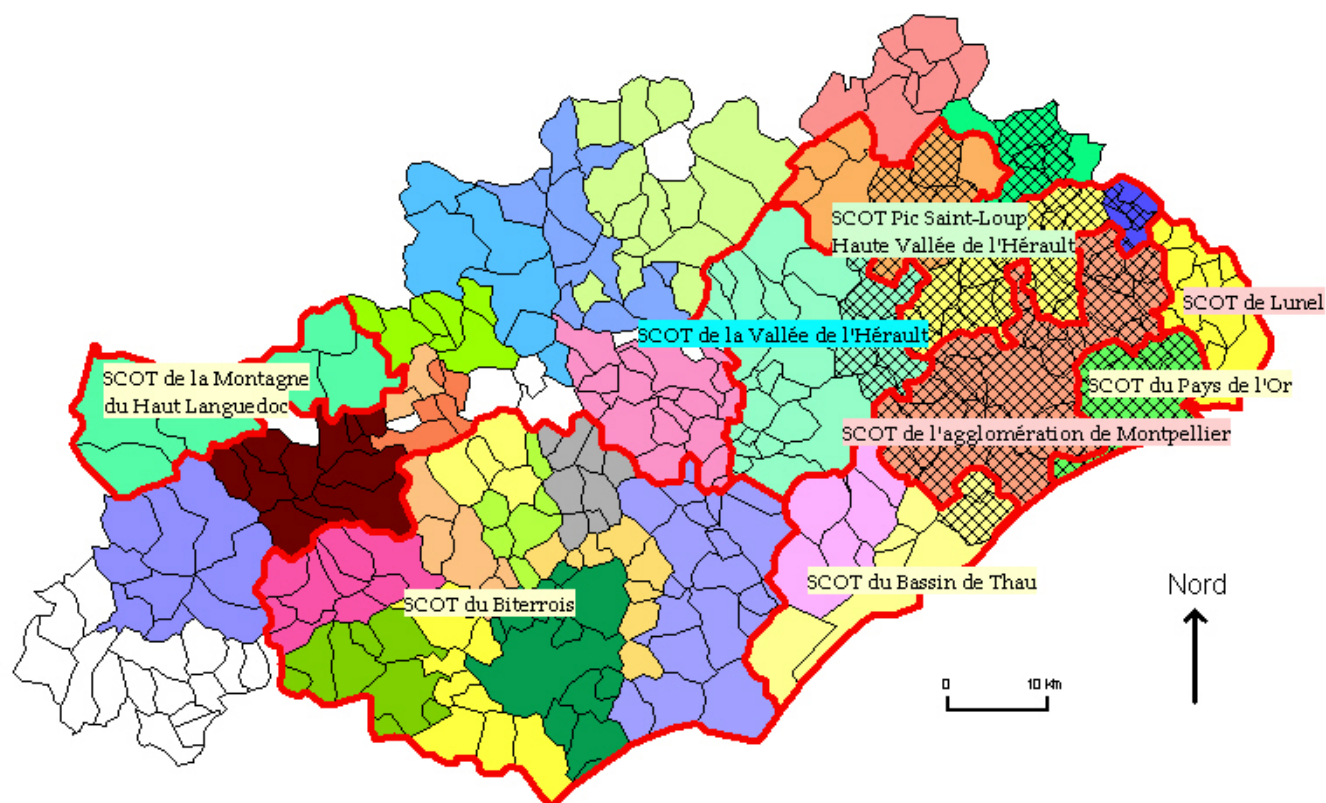 SCOT Pic Saint-Loup
Haute Vallée de l'Hérault
SCOT de Lunel
SCOT de la Vallée de l'Hérault
SCOT de la Montagne
du Haut Languedoc
SCOT du Pays de l'Or
SCOT de l'agglomération de Montpellier
SCOT du Bassin de Thau
SCOT du Biterrois
Nord
0 10 Km